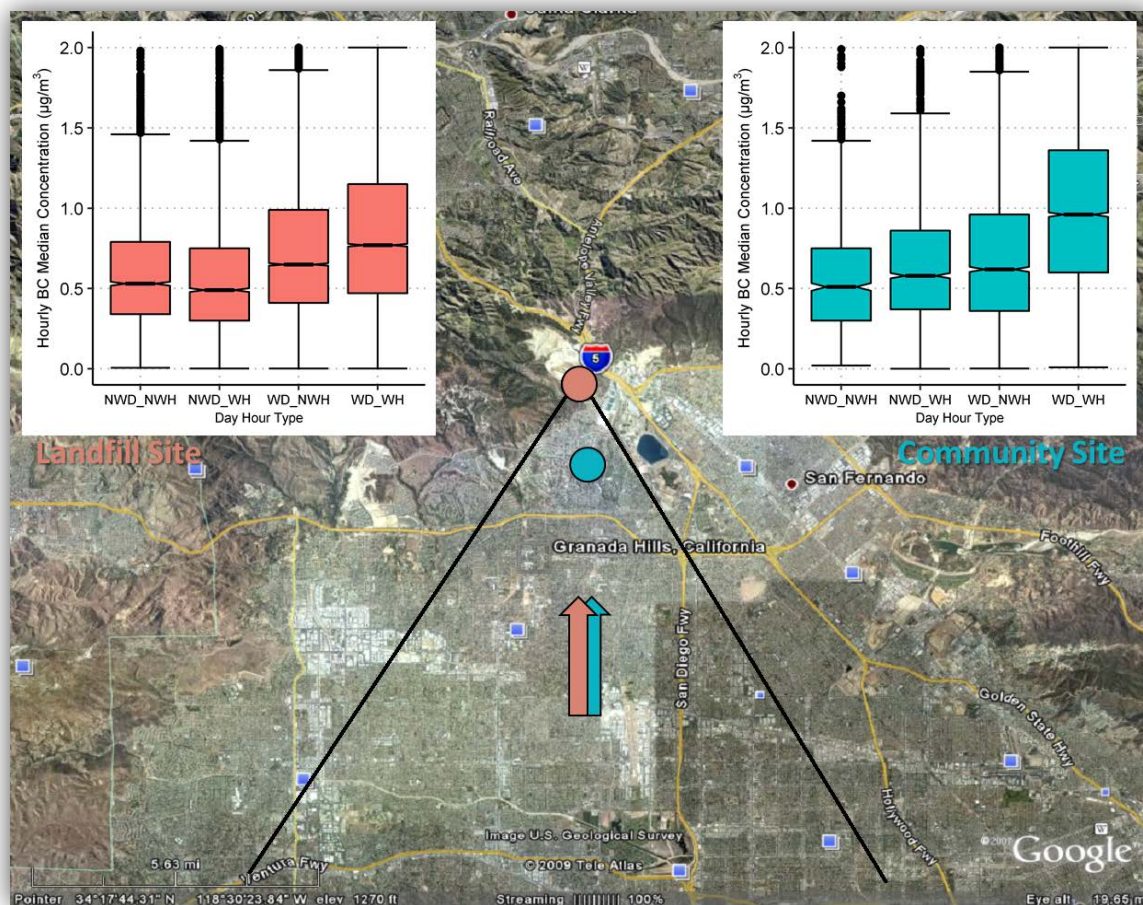 Hourly BC Median Concentration (µg/m³)
2.0
1.5
1.0
0.5
0.0
NWD_NWH
NWD_WH
WD_NWH
WD_WH
Day Hour Type
Landfill Site
Hourly BC Median Concentration (µg/m³)
2.0
1.5
1.0
0.5
0.0
NWD_NWH
NWD_WH
WD_NWH
WD_WH
Day Hour Type
Community Site
W
Railroad Ave
Antelope Valley Fwy
5
San Fernando
Granada Hills, California
Foothill Fwy
San Diego Fwy
Golden State Hwy
Hollywood Fwy
Ventura Fwy
5.63 mi
Image U.S. Geological Survey
© 2009 Tele Atlas
W
Google
Pointer 34°17'44.31" N 118°30'23.84" W elev 1270 ft
Streaming |||||||||| 100%
Eye alt 19.65